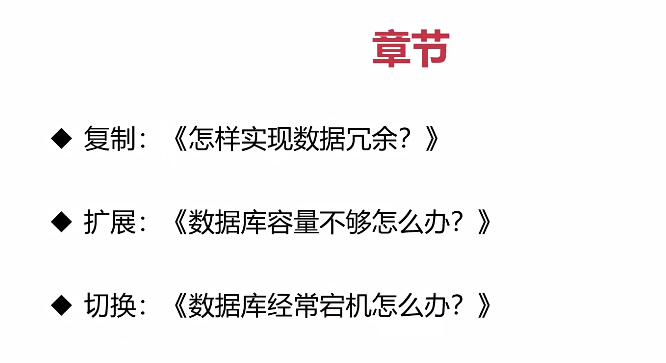 章节
◆ 复制：《怎样实现数据冗余？》
◆ 扩展：《数据库容量不够怎么办？》
◆ 切换：《数据库经常宕机怎么办？》